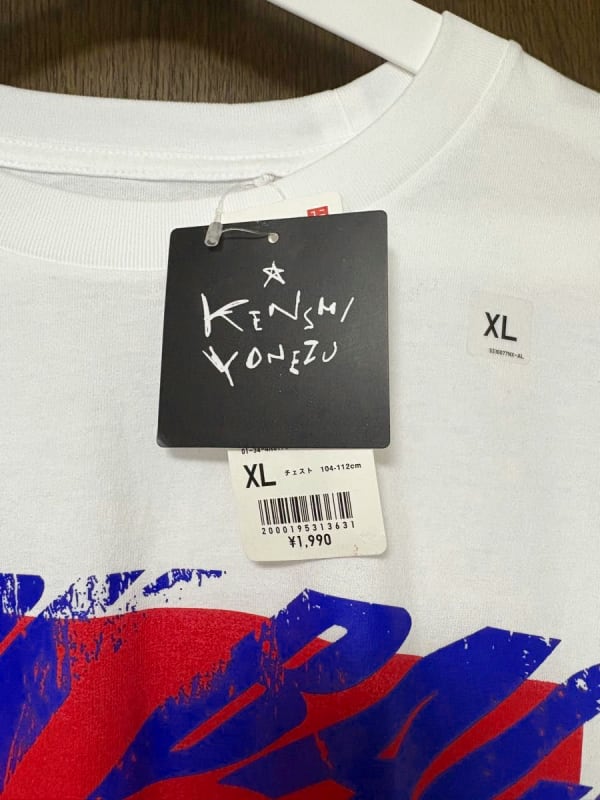 KENSHI
YONEZU
XL
XL チェスト 104-112cm
2000195313631
¥1,990